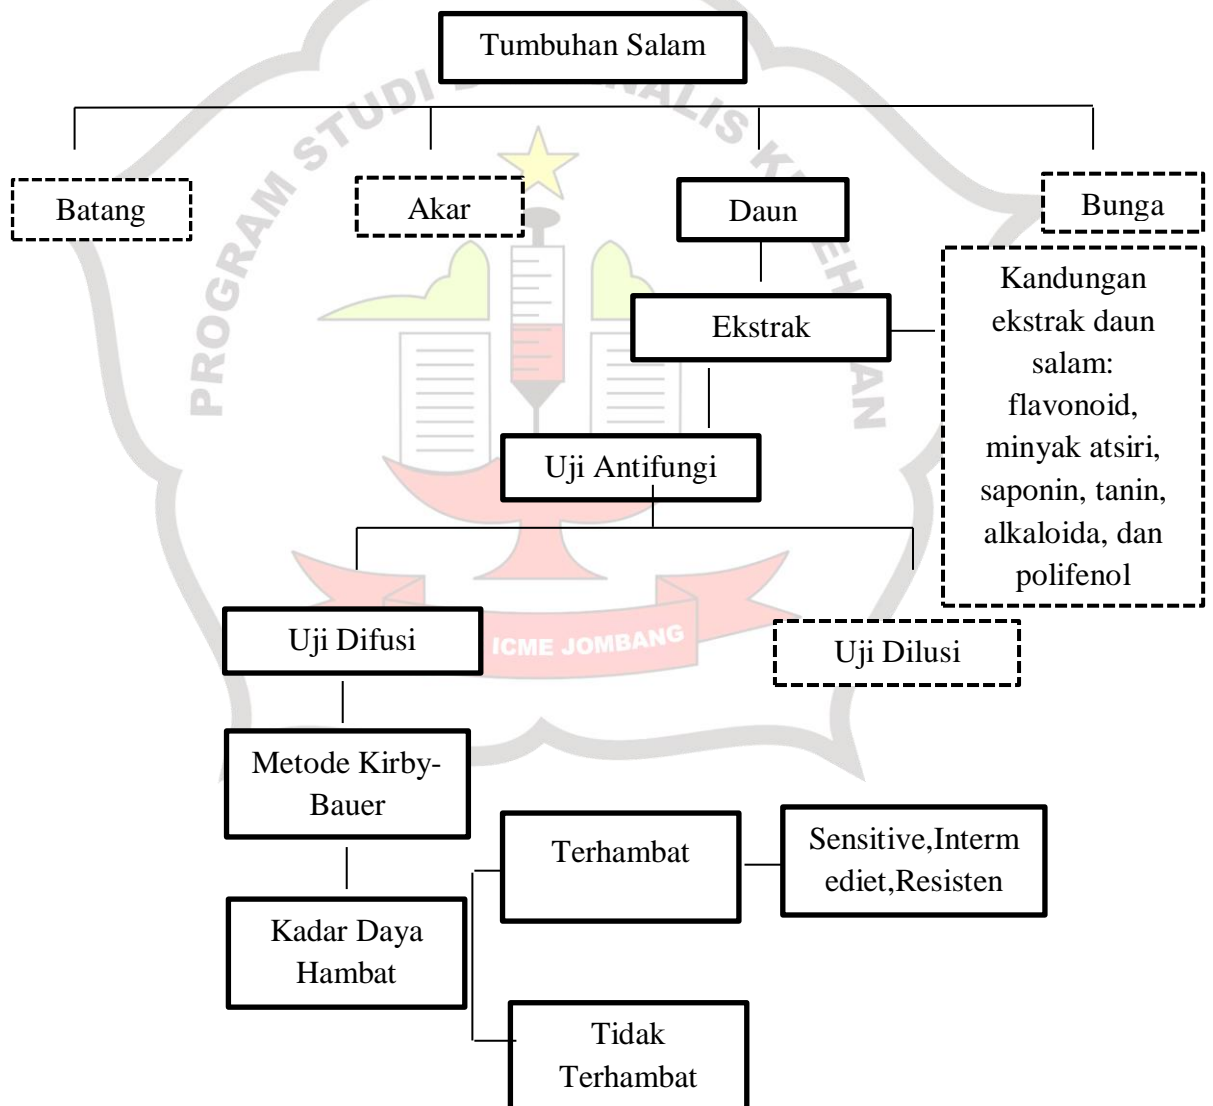 Tumbuhan Salam
Batang
Akar
Daun
Bunga
Ekstrak
Kandungan
ekstrak daun
salam:
flavonoid,
minyak atsiri,
saponin, tanin,
alkaloida, dan
polifenol
Uji Antifungi
Uji Difusi
Uji Dilusi
Metode Kirby-
Bauer
Kadar Daya
Hambat
Terhambat
Sensitive,Interm
ediet,Resisten
Tidak
Terhambat
PROGRAM STUDI
ICME JOMBANG